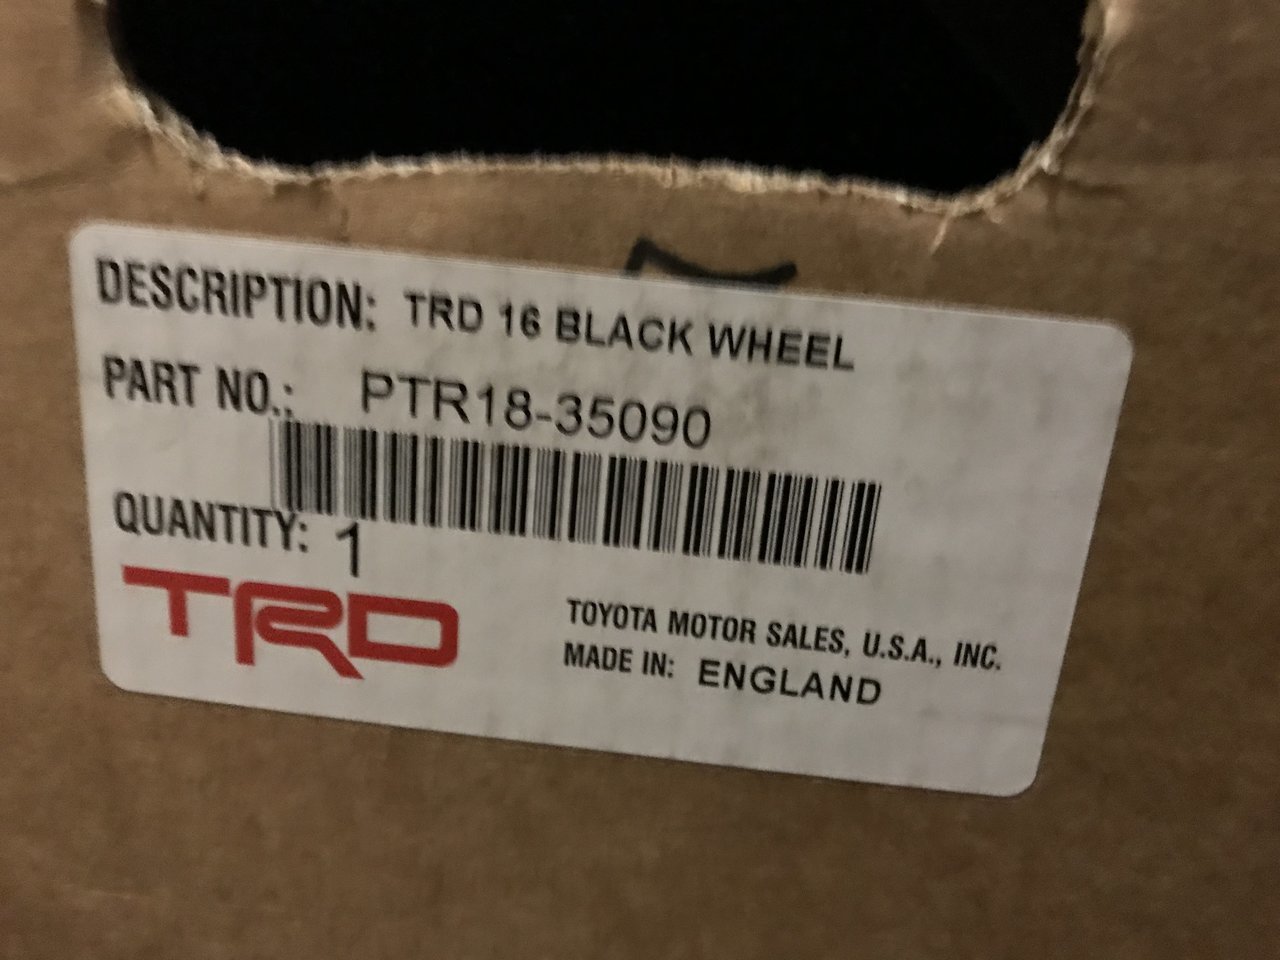 DESCRIPTION: TRD 16 BLACK WHEEL
PART NO.: PTR18-35090
QUANTITY: 1
TRD
TOYOTA MOTOR SALES, U.S.A., INC.
MADE IN: ENGLAND